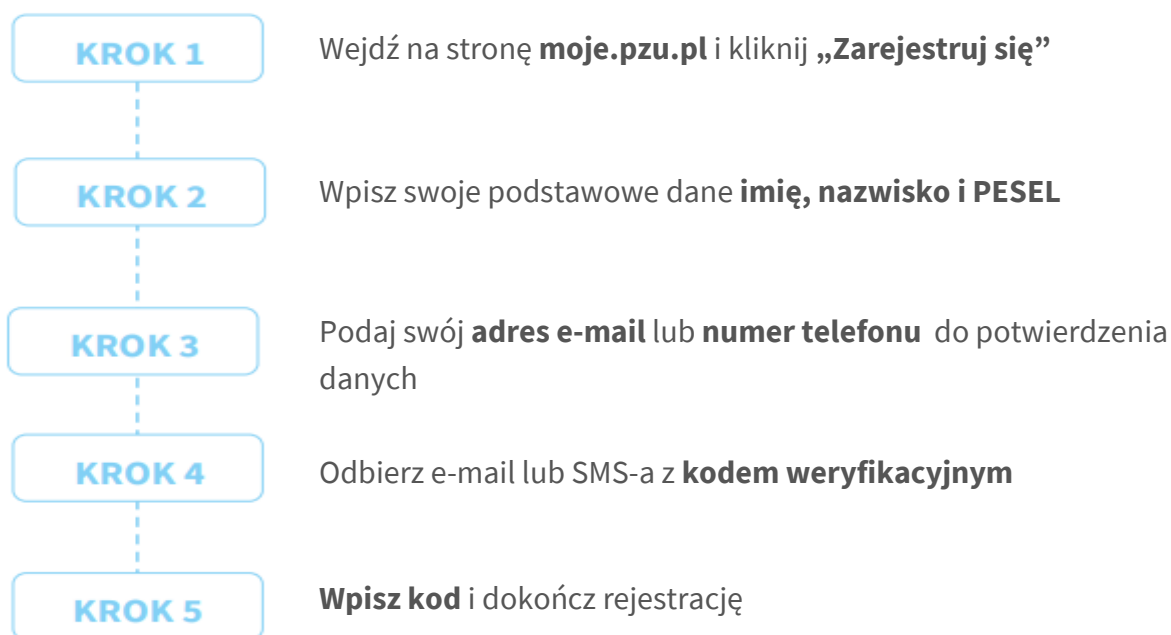 KROK 1
Wejdź na stronę moje.pzu.pl i kliknij „Zarejestruj się”
KROK 2
Wpisz swoje podstawowe dane imię, nazwisko i PESEL
KROK 3
Podaj swój adres e-mail lub numer telefonu do potwierdzenia
danych
KROK 4
Odbierz e-mail lub SMS-a z kodem weryfikacyjnym
KROK 5
Wpisz kod i dokończ rejestrację